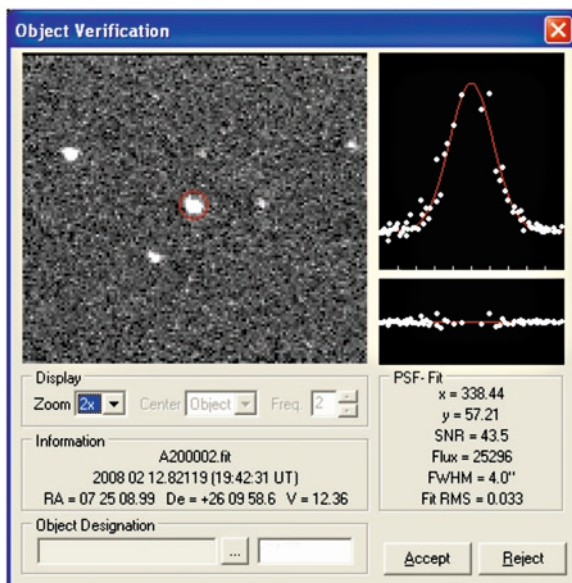 Object Verification
Display
Zoom 2x Center Object Freq. 2
Information
A200002.fit
2008 02 12.82119 (19:42:31 UT)
RA = 07 25 08.99 De = +26 09 58.6 V = 12.36
Object Designation
...
PSF-Fit
x = 338.44
y = 57.21
SNR = 43.5
Flux = 25296
FWHM = 4.0"
Fit RMS = 0.033
Accept Reject